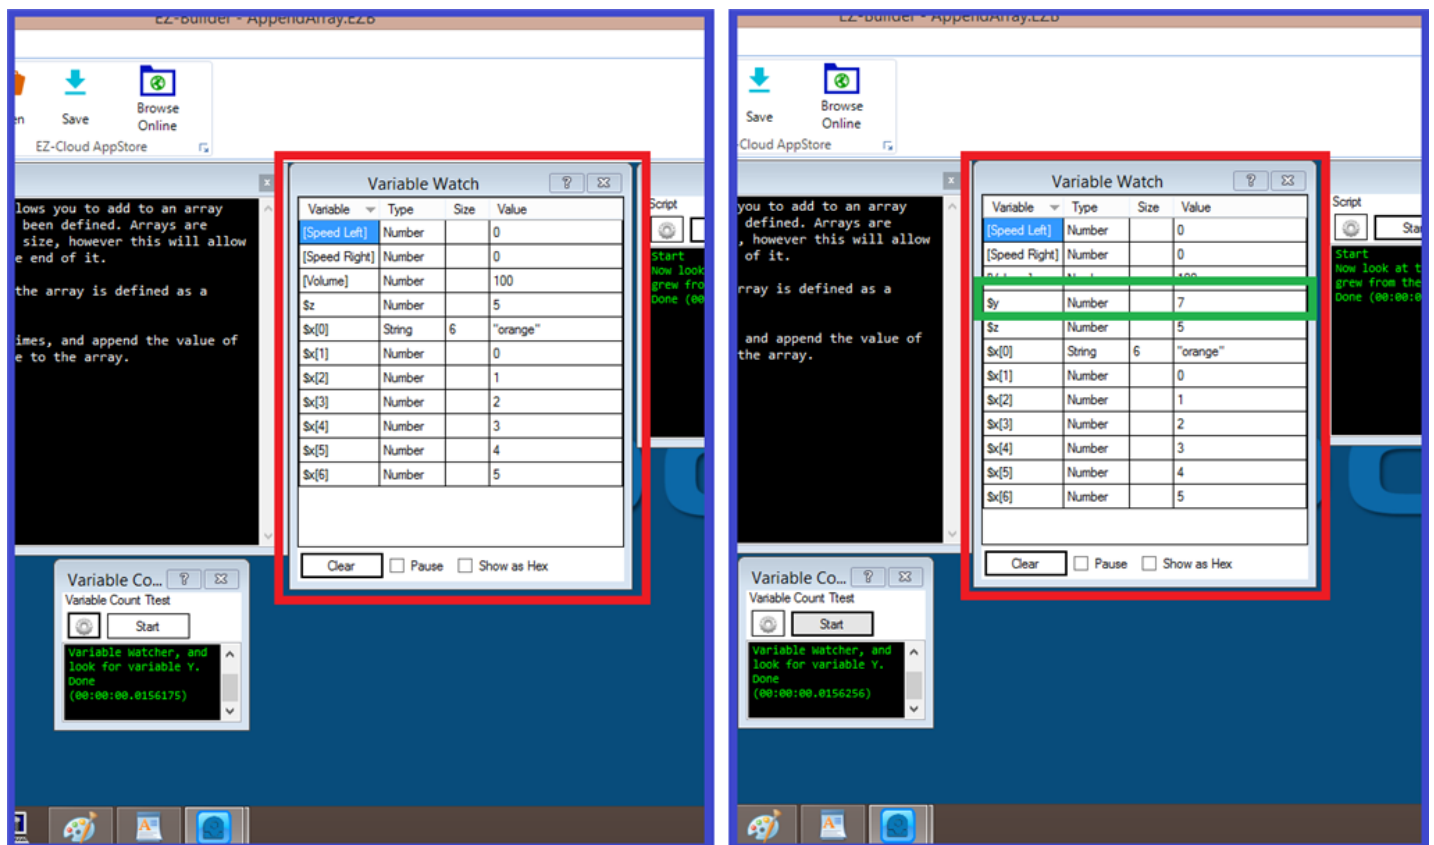 EZ-Builder - AppendArray.EZB
Save
Browse
Online
EZ-Cloud AppStore
lows you to add to an array
been defined. Arrays are
size, however this will allow
e end of it.
the array is defined as a
imes, and append the value of
e to the array.
Variable Watch
Variable Type Size Value
[Speed Left] Number 0
[Speed Right] Number 0
[Volume] Number 100
$z Number 5
$x[0] String 6 "orange"
$x[1] Number 0
$x[2] Number 1
$x[3] Number 2
$x[4] Number 3
$x[5] Number 4
$x[6] Number 5
Clear Pause Show as Hex
Script
Start
Now look
grew fro
Done (00
Variable Co...
Variable Count Ttest
Start
Variable Watcher, and
look for variable Y.
Done
(00:00:00.0156175)
EZ-Builder - AppendArray.EZB
Save
Browse
Online
Cloud AppStore
you to add to an array
defined. Arrays are
, however this will allow
of it.
rray is defined as a
and append the value of
the array.
Variable Watch
Variable Type Size Value
[Speed Left] Number 0
[Speed Right] Number 0
$y Number 7
$z Number 5
$x[0] String 6 "orange"
$x[1] Number 0
$x[2] Number 1
$x[3] Number 2
$x[4] Number 3
$x[5] Number 4
$x[6] Number 5
Clear Pause Show as Hex
Script
Sta
Start
Now look at t
grew from the
Done (00:00:0
Variable Co...
Variable Count Ttest
Start
Variable Watcher, and
look for variable Y.
Done
(00:00:00.0156256)